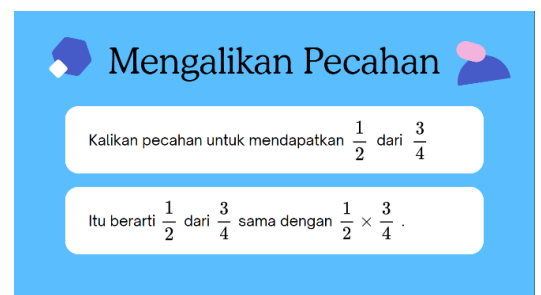 Mengalikan Pecahan
Kalikan pecahan untuk mendapatkan 1/2 dari 3/4
Itu berarti 1/2 dari 3/4 sama dengan 1/2 × 3/4 .